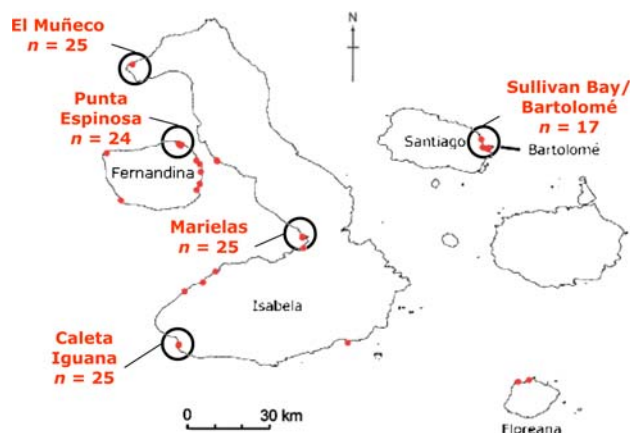 El Muñeco
n = 25
N
Punta
Espinosa
n = 24
Sullivan Bay/
Bartolomé
n = 17
Santiago
Bartolomé
Fernandina
Marielas
n = 25
Isabela
Caleta
Iguana
n = 25
0 30 km
Floreana